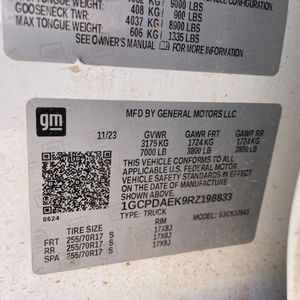 GOOSENECK TWR: 408 KG / 900 LBS
4037 KG / 8900 LBS
MAX TONGUE WEIGHT: 606 KG / 1335 LBS
SEE OWNER'S MANUAL FOR MORE INFORMATION
gm
MFD BY GENERAL MOTORS LLC
11/23 GVWR GAWR FRT GAWR RR
3175 KG 1724 KG 1724 KG
7000 LB 3800 LB 3800 LB
THIS VEHICLE CONFORMS TO ALL
APPLICABLE U.S. FEDERAL MOTOR
VEHICLE SAFETY STANDARDS IN EFFECT
ON THE DATE OF MANUFACTURE SHOWN ABOVE.
8624
1GCPDAEK9RZ198833
TYPE: TRUCK MODEL:
TIRE SIZE RIM
FRT 255/70R17 S 17X8J
RR 255/70R17 S 17X8J
SPA 255/70R17 S 17X8J